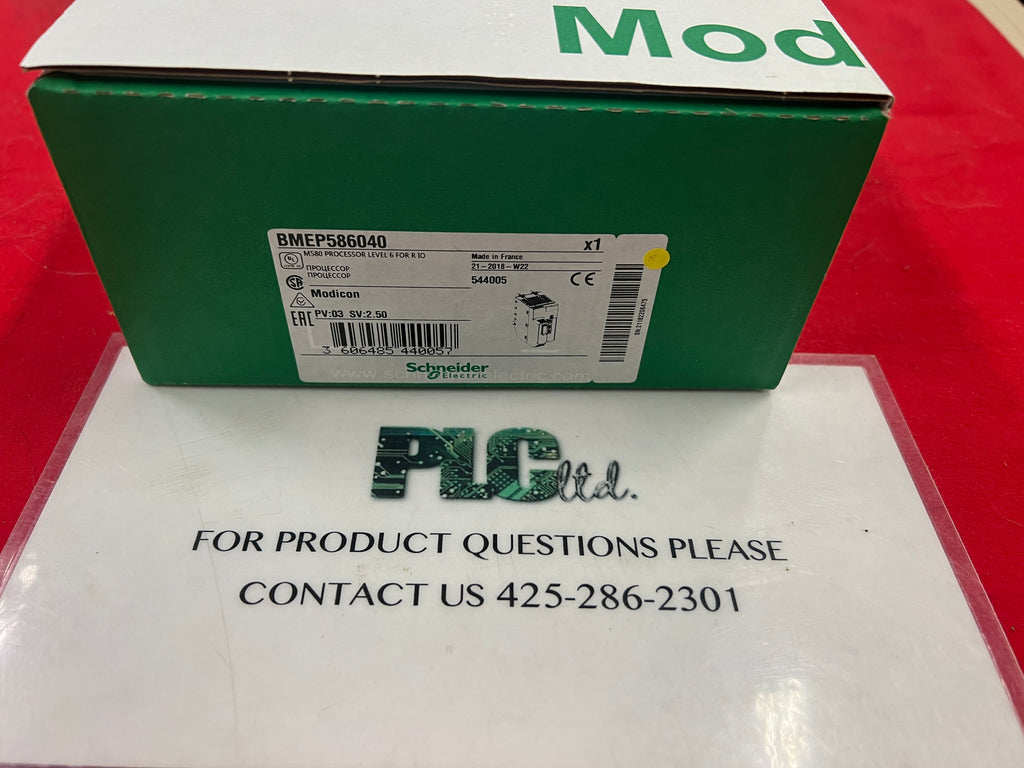 Mod
BMEP586040
x1
M580 PROCESSOR LEVEL 6 FOR R IO
ПРОЦЕССОР
ПРОЦЕССОР
Made in France
21-2018-W22
544005
CE
Modicon
EAC
PV:03 SV:2.50
3 606485 440057
Schneider
Electric
PLC ltd.
FOR PRODUCT QUESTIONS PLEASE
CONTACT US 425-286-2301